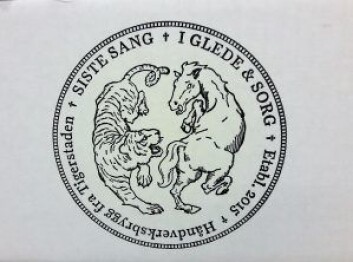 SISTE SANG ✝ I GLEDE & SORG ✝ Etabl. 2015 ✝ Håndverksbrygg fra Tigerstaden ✝